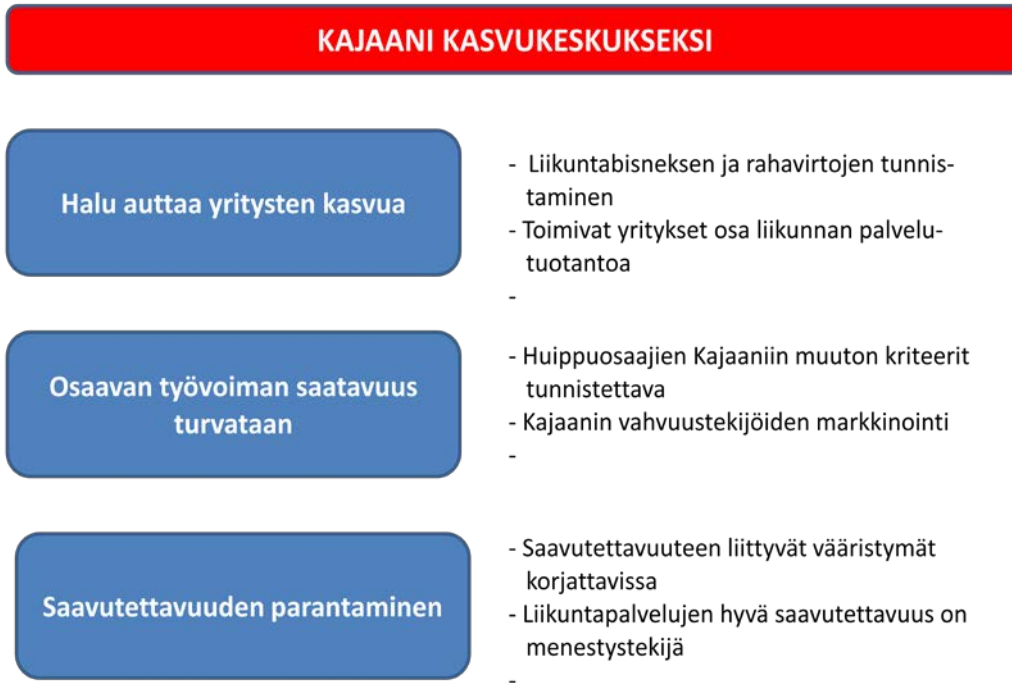 KAJAANI KASVUKESKUKSEKSI
Halu auttaa yritysten kasvua
- Liikuntabisneksen ja rahavirtojen tunnis-
taminen
- Toimivat yritykset osa liikunnan palvelu-
tuotantoa
-
Osaavan työvoiman saatavuus
turvataan
- Huippuosaajien Kajaaniin muuton kriteerit
tunnistettava
- Kajaanin vahvuustekijöiden markkinointi
-
Saavutettavuuden parantaminen
- Saavutettavuuteen liittyvät vääristymät
korjattavissa
- Liikuntapalvelujen hyvä saavutettavuus on
menestystekijä
-